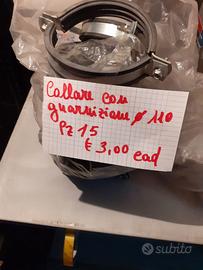 Collare con
guarnizione ø 110
Pz 15
€ 3,00 cad
subito